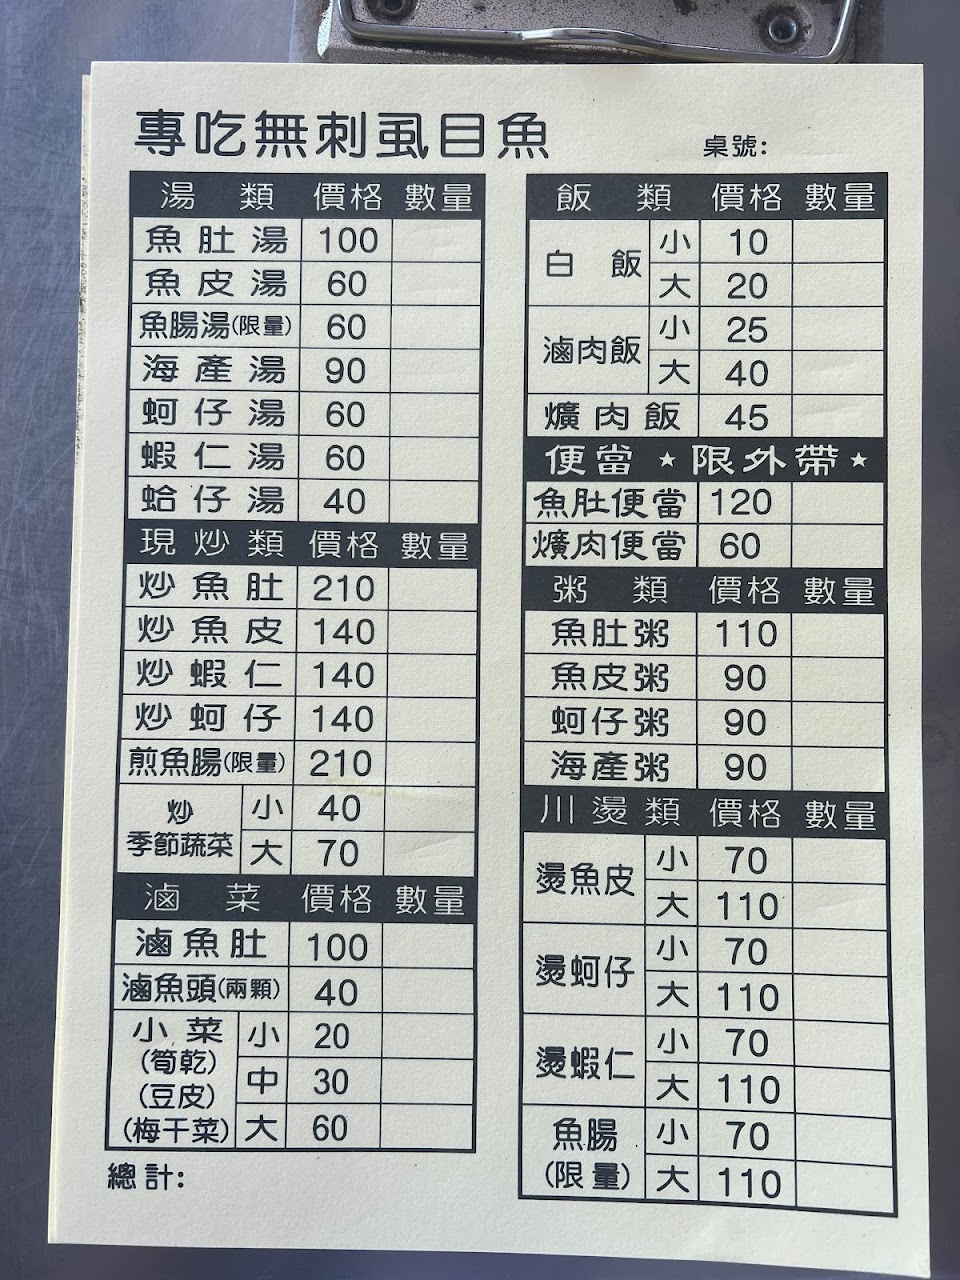 專吃無刺虱目魚
桌號:
湯類 價格 數量
魚肚湯 100
魚皮湯 60
魚腸湯(限量) 60
海產湯 90
蚵仔湯 60
蝦仁湯 60
蛤仔湯 40
現炒類 價格 數量
炒魚肚 210
炒魚皮 140
炒蝦仁 140
炒蚵仔 140
煎魚腸(限量) 210
炒
季節蔬菜
小 40
大 70
滷菜 價格 數量
滷魚肚 100
滷魚頭(兩顆) 40
小菜
(筍乾)
(豆皮)
(梅干菜)
小 20
中 30
大 60
總計:
飯類 價格 數量
白飯
小 10
大 20
滷肉飯
小 25
大 40
爌肉飯 45
便當 ★限外帶★
魚肚便當 120
爌肉便當 60
粥類 價格 數量
魚肚粥 110
魚皮粥 90
蚵仔粥 90
海產粥 90
川燙類 價格 數量
燙魚皮
小 70
大 110
燙蚵仔
小 70
大 110
燙蝦仁
小 70
大 110
魚腸
(限量)
小 70
大 110